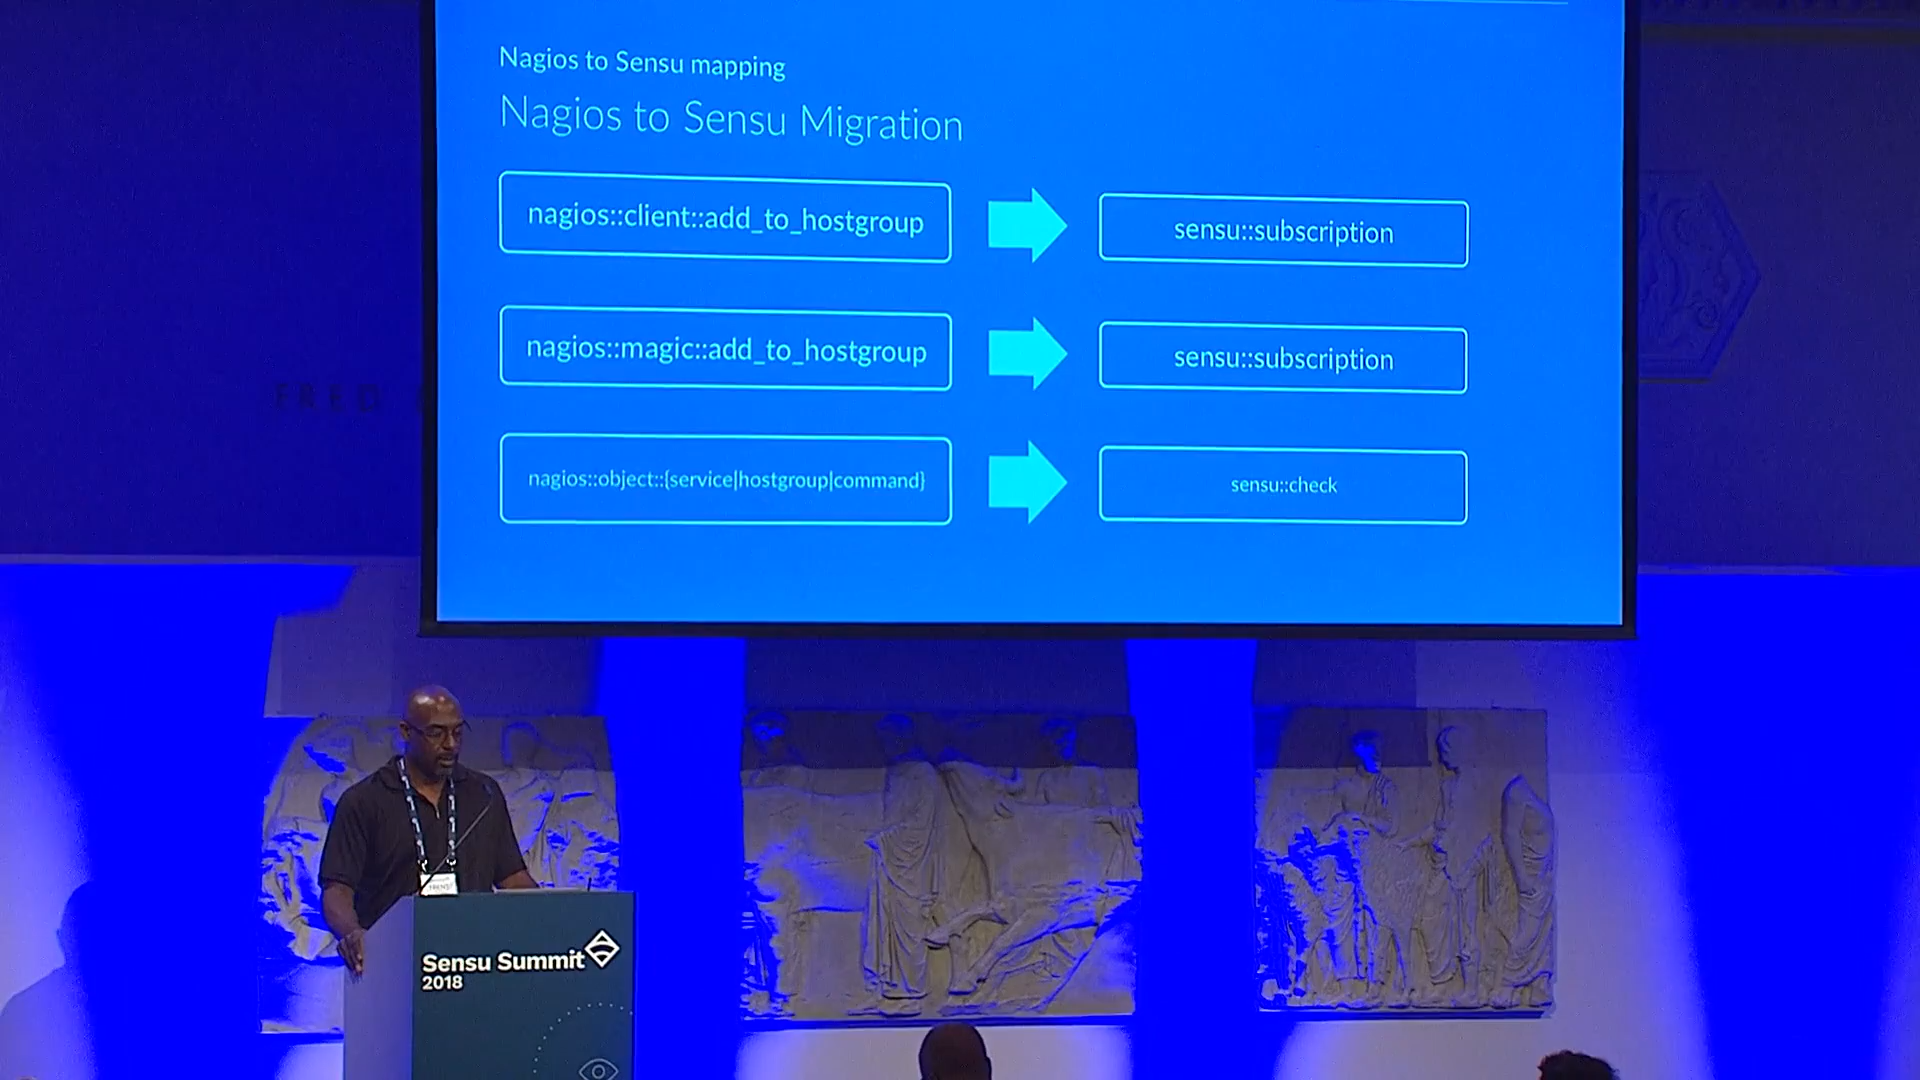 Nagios to Sensu mapping
Nagios to Sensu Migration
nagios::client::add_to_hostgroup
sensu::subscription
nagios::magic::add_to_hostgroup
sensu::subscription
nagios::object::{service|hostgroup|command}
sensu::check
FRED
Sensu Summit
2018